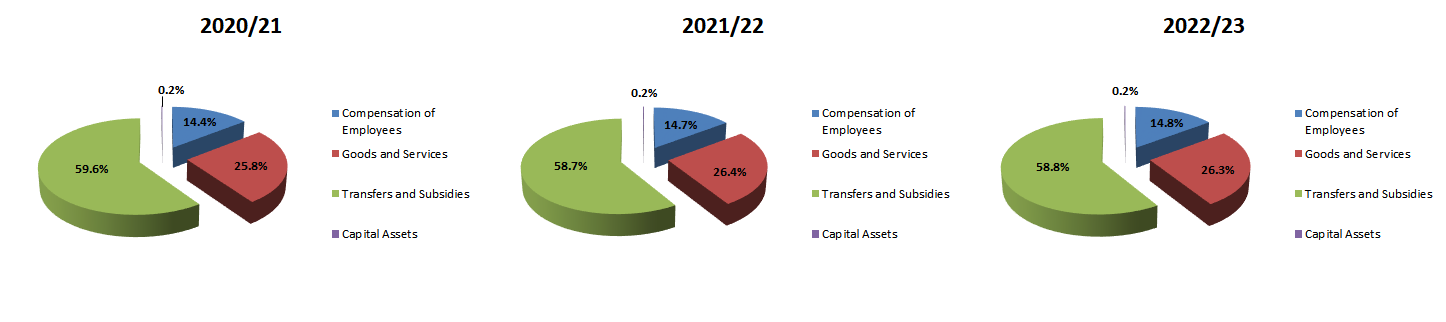 2020/21
0.2%
14.4%
25.8%
59.6%
Compensation of
Employees
Goods and Services
Transfers and Subsidies
Capital Assets
2021/22
0.2%
14.7%
26.4%
58.7%
Compensation of
Employees
Goods and Services
Transfers and Subsidies
Capital Assets
2022/23
0.2%
14.8%
26.3%
58.8%
Compensation of
Employees
Goods and Services
Transfers and Subsidies
Capital Assets